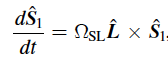 dŜ₁/dt = Ω_SL L̂ × Ŝ₁,